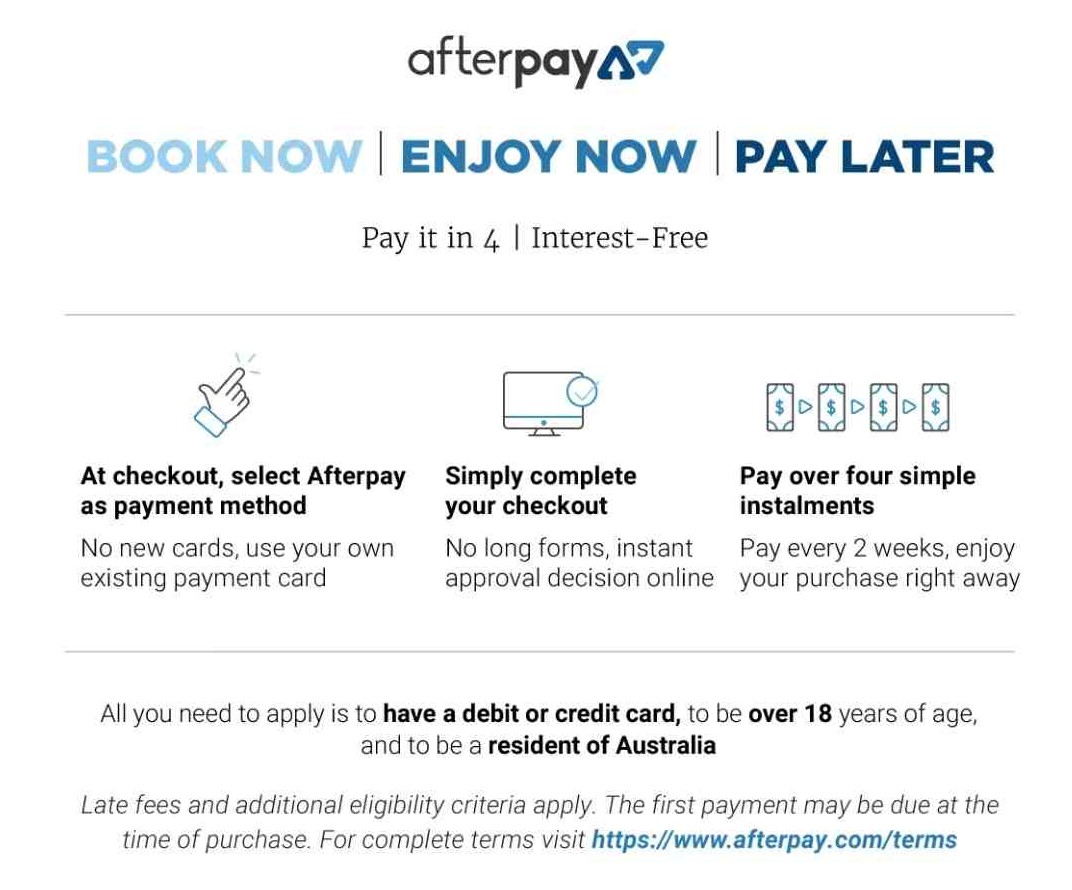 afterpay
BOOK NOW | ENJOY NOW | PAY LATER
Pay it in 4 | Interest-Free
$ $ $ $
At checkout, select Afterpay
as payment method
No new cards, use your own
existing payment card
Simply complete
your checkout
No long forms, instant
approval decision online
Pay over four simple
instalments
Pay every 2 weeks, enjoy
your purchase right away
All you need to apply is to have a debit or credit card, to be over 18 years of age,
and to be a resident of Australia
Late fees and additional eligibility criteria apply. The first payment may be due at the
time of purchase. For complete terms visit https://www.afterpay.com/terms